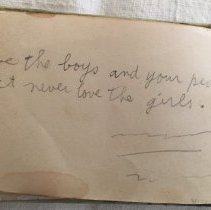 the boys and your
never love the girls.